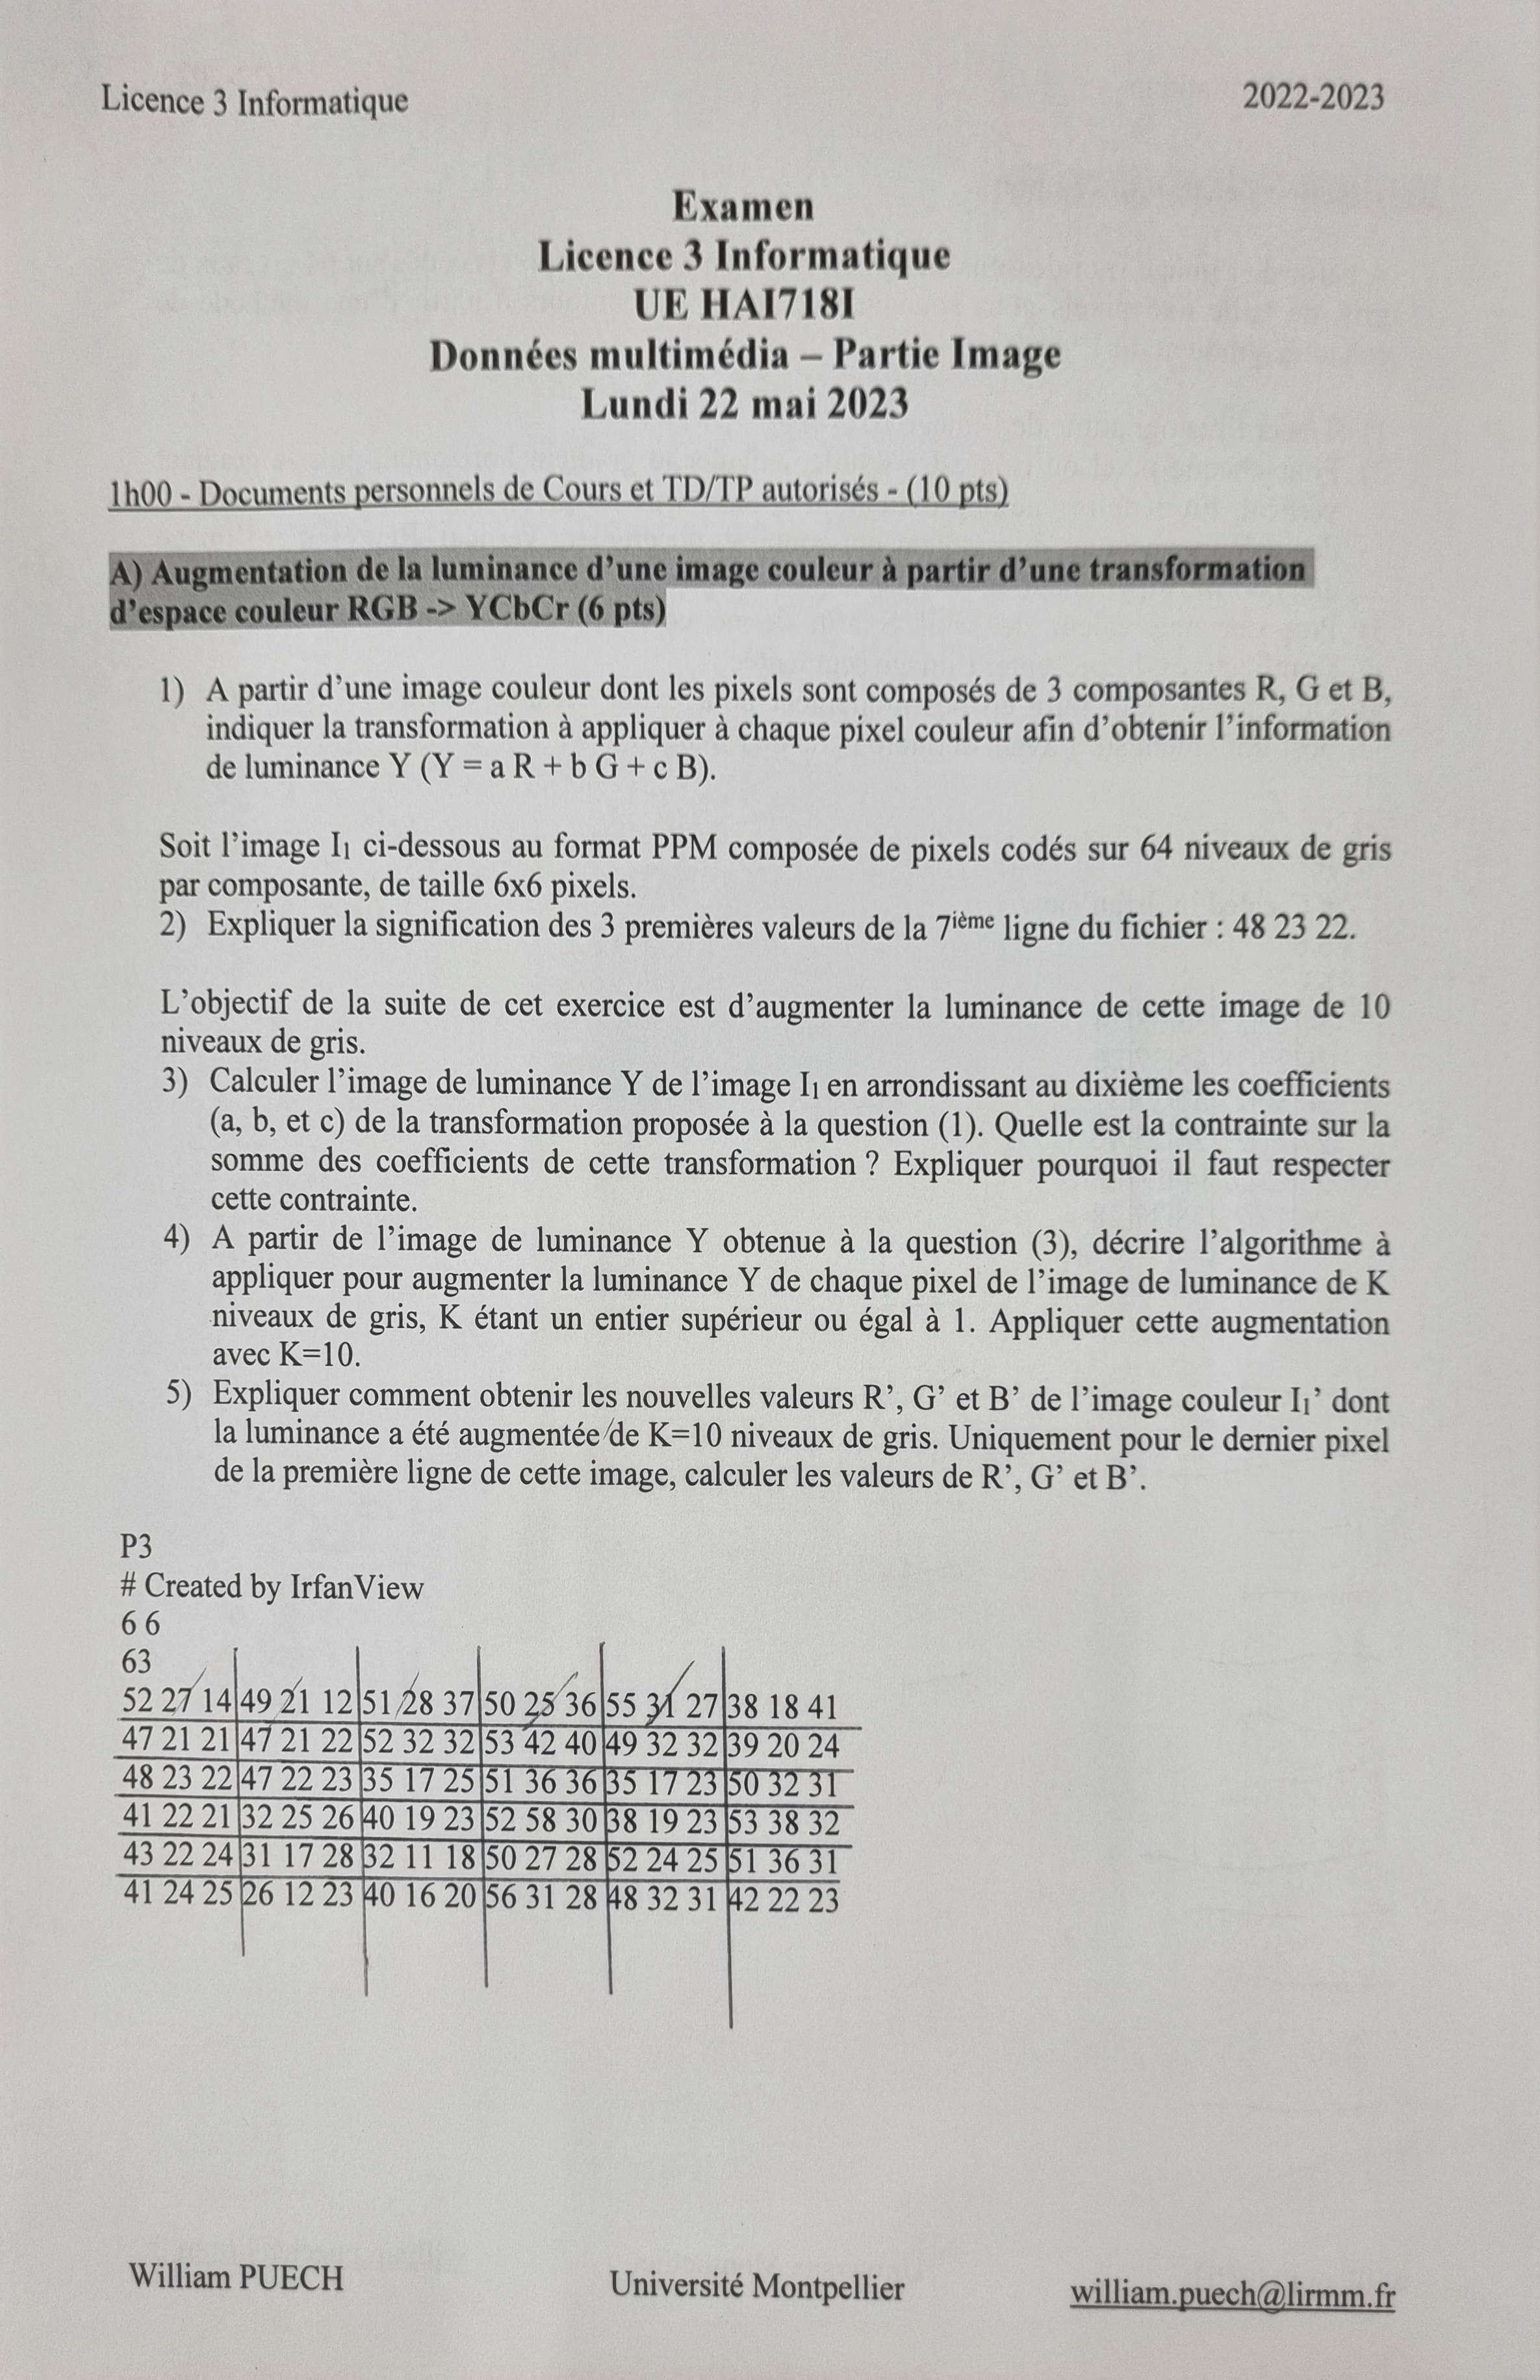 Licence 3 Informatique
2022-2023
Examen
Licence 3 Informatique
UE HAI718I
Données multimédia – Partie Image
Lundi 22 mai 2023
1h00 - Documents personnels de Cours et TD/TP autorisés - (10 pts)
A) Augmentation de la luminance d'une image couleur à partir d'une transformation
d'espace couleur RGB -> YCbCr (6 pts)
1) A partir d'une image couleur dont les pixels sont composés de 3 composantes R, G et B,
indiquer la transformation à appliquer à chaque pixel couleur afin d'obtenir l'information
de luminance Y (Y = a R + b G + c B).
Soit l'image I₁ ci-dessous au format PPM composée de pixels codés sur 64 niveaux de gris
par composante, de taille 6x6 pixels.
2) Expliquer la signification des 3 premières valeurs de la 7ième ligne du fichier : 48 23 22.
L'objectif de la suite de cet exercice est d'augmenter la luminance de cette image de 10
niveaux de gris.
3) Calculer l'image de luminance Y de l'image I₁ en arrondissant au dixième les coefficients
(a, b, et c) de la transformation proposée à la question (1). Quelle est la contrainte sur la
somme des coefficients de cette transformation ? Expliquer pourquoi il faut respecter
cette contrainte.
4) A partir de l'image de luminance Y obtenue à la question (3), décrire l'algorithme à
appliquer pour augmenter la luminance Y de chaque pixel de l'image de luminance de K
niveaux de gris, K étant un entier supérieur ou égal à 1. Appliquer cette augmentation
avec K=10.
5) Expliquer comment obtenir les nouvelles valeurs R', G' et B' de l'image couleur I₁' dont
la luminance a été augmentée de K=10 niveaux de gris. Uniquement pour le dernier pixel
de la première ligne de cette image, calculer les valeurs de R', G' et B'.
P3
# Created by IrfanView
6 6
63
52 27 14 49 21 12 51 28 37 50 25 36 55 31 27 38 18 41
47 21 21 47 21 22 52 32 32 53 42 40 49 32 32 39 20 24
48 23 22 47 22 23 35 17 25 51 36 36 35 17 23 50 32 31
41 22 21 32 25 26 40 19 23 52 58 30 38 19 23 53 38 32
43 22 24 31 17 28 32 11 18 50 27 28 52 24 25 51 36 31
41 24 25 26 12 23 40 16 20 56 31 28 48 32 31 42 22 23
William PUECH
Université Montpellier
william.puech@lirmm.fr